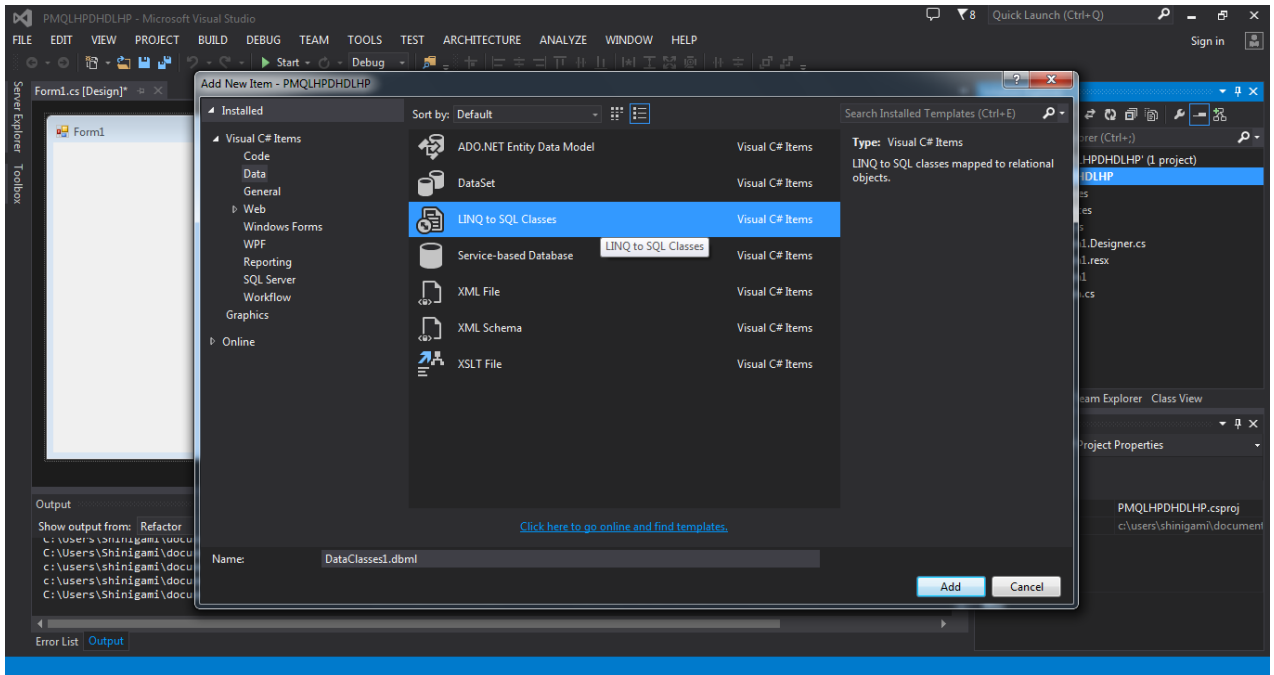 PMQLHPDHDLHP - Microsoft Visual Studio
8
Quick Launch (Ctrl+Q)
FILE EDIT VIEW PROJECT BUILD DEBUG TEAM TOOLS TEST ARCHITECTURE ANALYZE WINDOW HELP
Sign in
Start
Debug
Server Explorer
Toolbox
Form1.cs [Design]*
Form1
Add New Item - PMQLHPDHDLHP
Installed
Visual C# Items
Code
Data
General
Web
Windows Forms
WPF
Reporting
SQL Server
Workflow
Graphics
Online
Sort by: Default
ADO.NET Entity Data Model Visual C# Items
DataSet Visual C# Items
LINQ to SQL Classes Visual C# Items
LINQ to SQL Classes
Service-based Database Visual C# Items
XML File Visual C# Items
XML Schema Visual C# Items
XSLT File Visual C# Items
Click here to go online and find templates.
Search Installed Templates (Ctrl+E)
Type: Visual C# Items
LINQ to SQL classes mapped to relational
objects.
Name: DataClasses1.dbml
Add
Cancel
orer (Ctrl+;)
HPDHDLHP' (1 project)
HDLHP
es
ces
s
1.Designer.cs
1.resx
1
.cs
eam Explorer Class View
Project Properties
PMQLHPDHDLHP.csproj
c:\users\shinigami\document
Output
Show output from: Refactor
C:\Users\Shinigami\docu
C:\Users\Shinigami\docu
c:\users\shinigami\docu
c:\users\shinigami\docu
C:\Users\Shinigami\docu
Error List Output